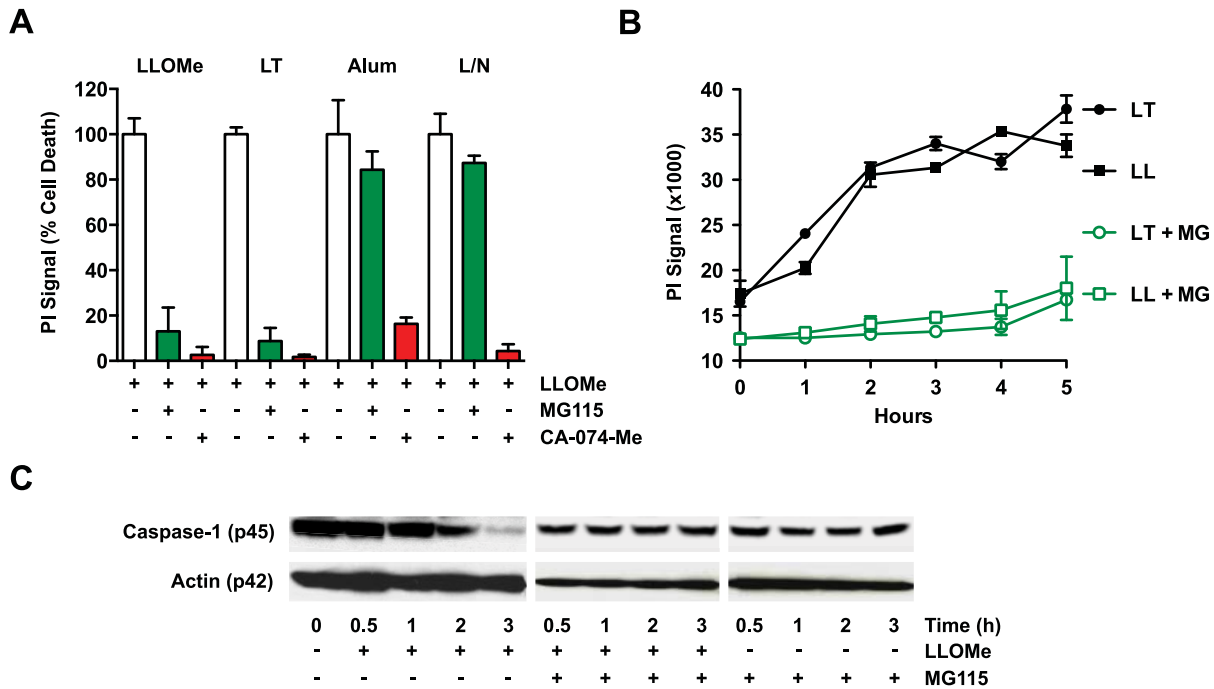 A
LLOMe LT Alum L/N
PI Signal (% Cell Death)
120
100
80
60
40
20
0
+ + + + + + + + + + + + LLOMe
- + - - + - - + - - + - MG115
- - + - - + - - + - - + CA-074-Me
B
PI Signal (x1000)
40
35
30
25
20
15
10
0 1 2 3 4 5
Hours
LT
LL
LT + MG
LL + MG
C
Caspase-1 (p45)
Actin (p42)
0 0.5 1 2 3 0.5 1 2 3 0.5 1 2 3 Time (h)
- + + + + + + + + - - - - LLOMe
- - - - - + + + + + + + + MG115